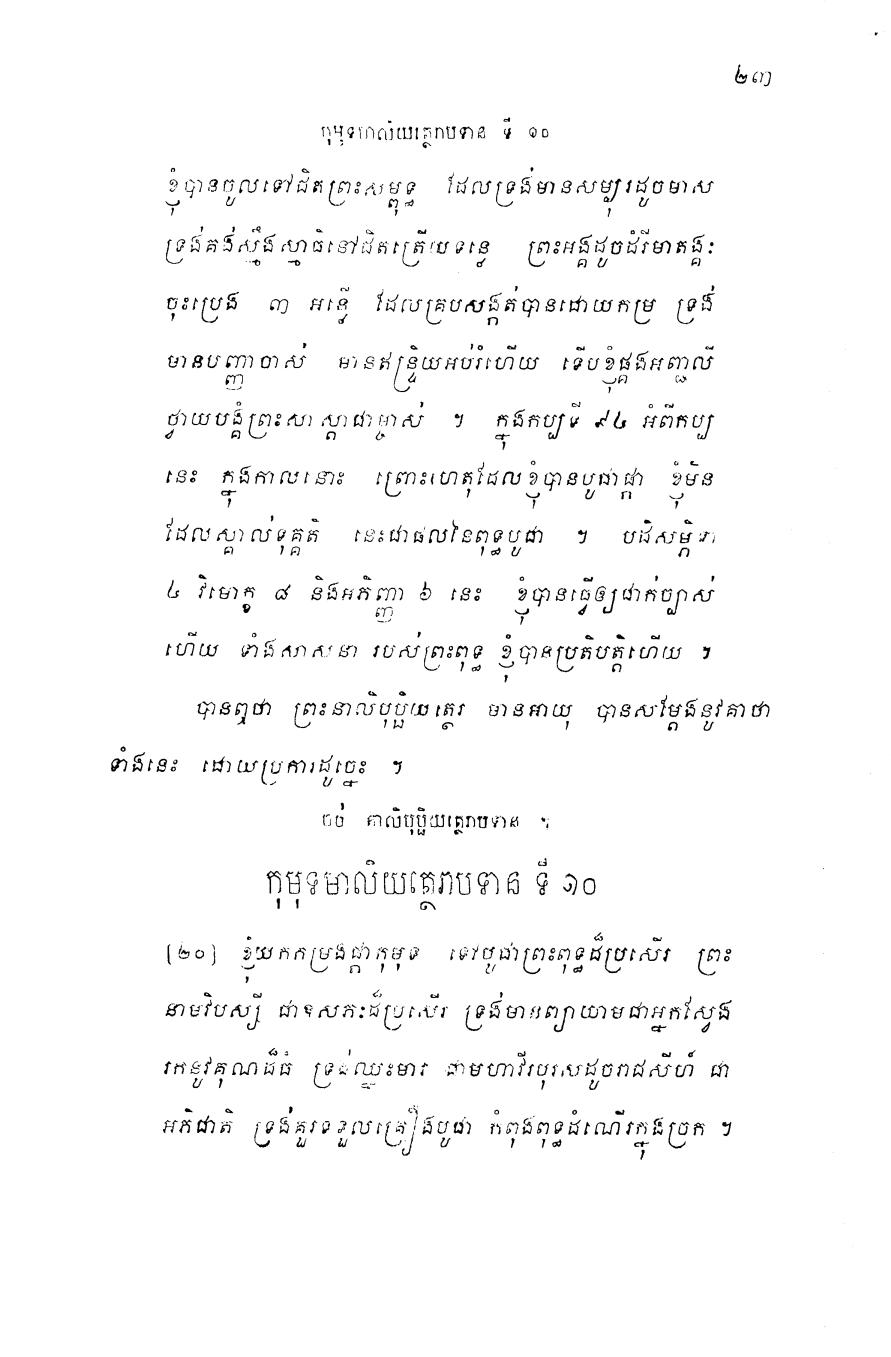 ២៣
កុមុទមាលិយត្ថេរាបទាន ទី ១០
ខ្ញុំបានចូលទៅជិតព្រះសម្ពុទ្ធ ដែលទ្រង់មានសម្បុរដូចមាស
ទ្រង់គង់ស្ងឹងស្មាធិនៅជិតត្រើយទន្លេ ព្រះអង្គដូចដំរីមាតង្គៈ
ចុះប្រេង ៣ អន្លើ ដែលគ្របសង្កត់បានដោយកម្រ ទ្រង់
មានបញ្ញាចាស់ មានឥន្ទ្រិយអប់រំហើយ ទើបខ្ញុំផ្គងអញ្ជលី
ថ្វាយបង្គំព្រះសាស្តាជាម្ចាស់ ។ ក្នុងកប្បទី ៩៤ អំពីកប្ប
នេះ ក្នុងកាលនោះ ព្រោះហេតុដែលខ្ញុំបានបូជាផ្កា ខ្ញុំមិន
ដែលស្គាល់ទុគ្គតិ នេះជាផលនៃពុទ្ធបូជា ។ បដិសម្ភិទា
៤ វិមោក្ខ ៨ និងអភិញ្ញា ៦ នេះ ខ្ញុំបានធ្វើឲ្យជាក់ច្បាស់
ហើយ ទាំងសាសនា របស់ព្រះពុទ្ធ ខ្ញុំបានប្រតិបត្តិហើយ ។
បានឮថា ព្រះនាលិបុប្ផិយត្ថេរ មានអាយុ បានសម្តែងនូវគាថា
ទាំងនេះ ដោយប្រការដូច្នេះ ។
ចប់ តាលិបុប្ផិយត្ថេរាបទាន ។
កុមុទមាលិយត្ថេរាបទាន ទី ១០
[២០] ខ្ញុំយកកម្រងផ្កាកុមុទ ទៅបូជាព្រះពុទ្ធដ៏ប្រសើរ ព្រះ
នាមវិបស្សី ជាឧសភៈដ៏ប្រសើរ ទ្រង់មានព្យាយាមជាអ្នកស្វែង
រកនូវគុណដ៏ធំ ទ្រង់ឈ្នះមារ ជាមហាវីរបុរសដូចរាជសីហ៍ ជា
អភិជាតិ ទ្រង់គួរទទួលគ្រឿងបូជា កំពុងពុទ្ធដំណើរក្នុងច្រក ។